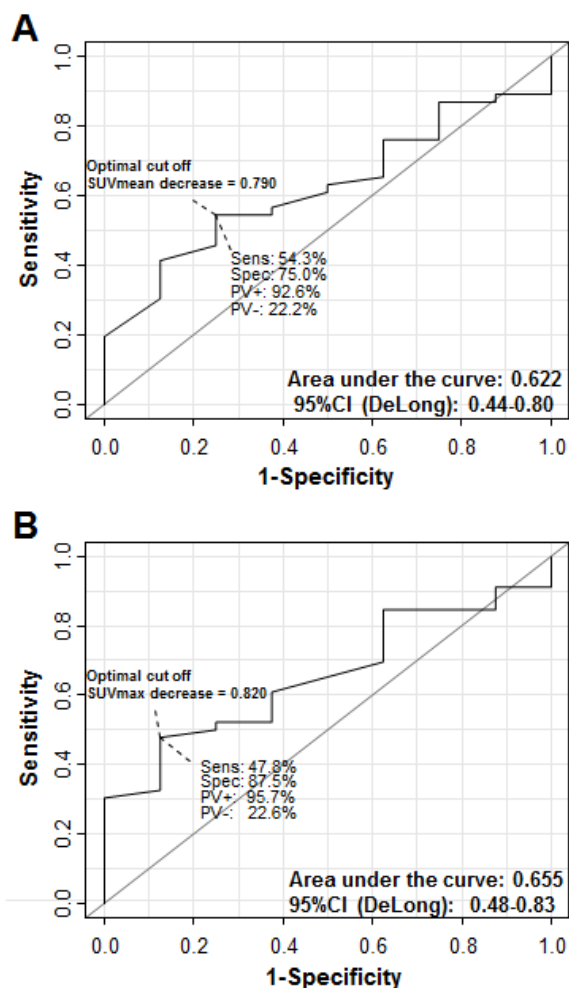 A
1.0
0.8
0.6
0.4
0.2
0.0
Sensitivity
Optimal cut off
SUVmean decrease = 0.790
Sens: 54.3%
Spec: 75.0%
PV+: 92.6%
PV-: 22.2%
Area under the curve: 0.622
95%CI (DeLong): 0.44-0.80
0.0 0.2 0.4 0.6 0.8 1.0
1-Specificity
B
1.0
0.8
0.6
0.4
0.2
0.0
Sensitivity
Optimal cut off
SUVmax decrease = 0.820
Sens: 47.8%
Spec: 87.5%
PV+: 95.7%
PV-: 22.6%
Area under the curve: 0.655
95%CI (DeLong): 0.48-0.83
0.0 0.2 0.4 0.6 0.8 1.0
1-Specificity